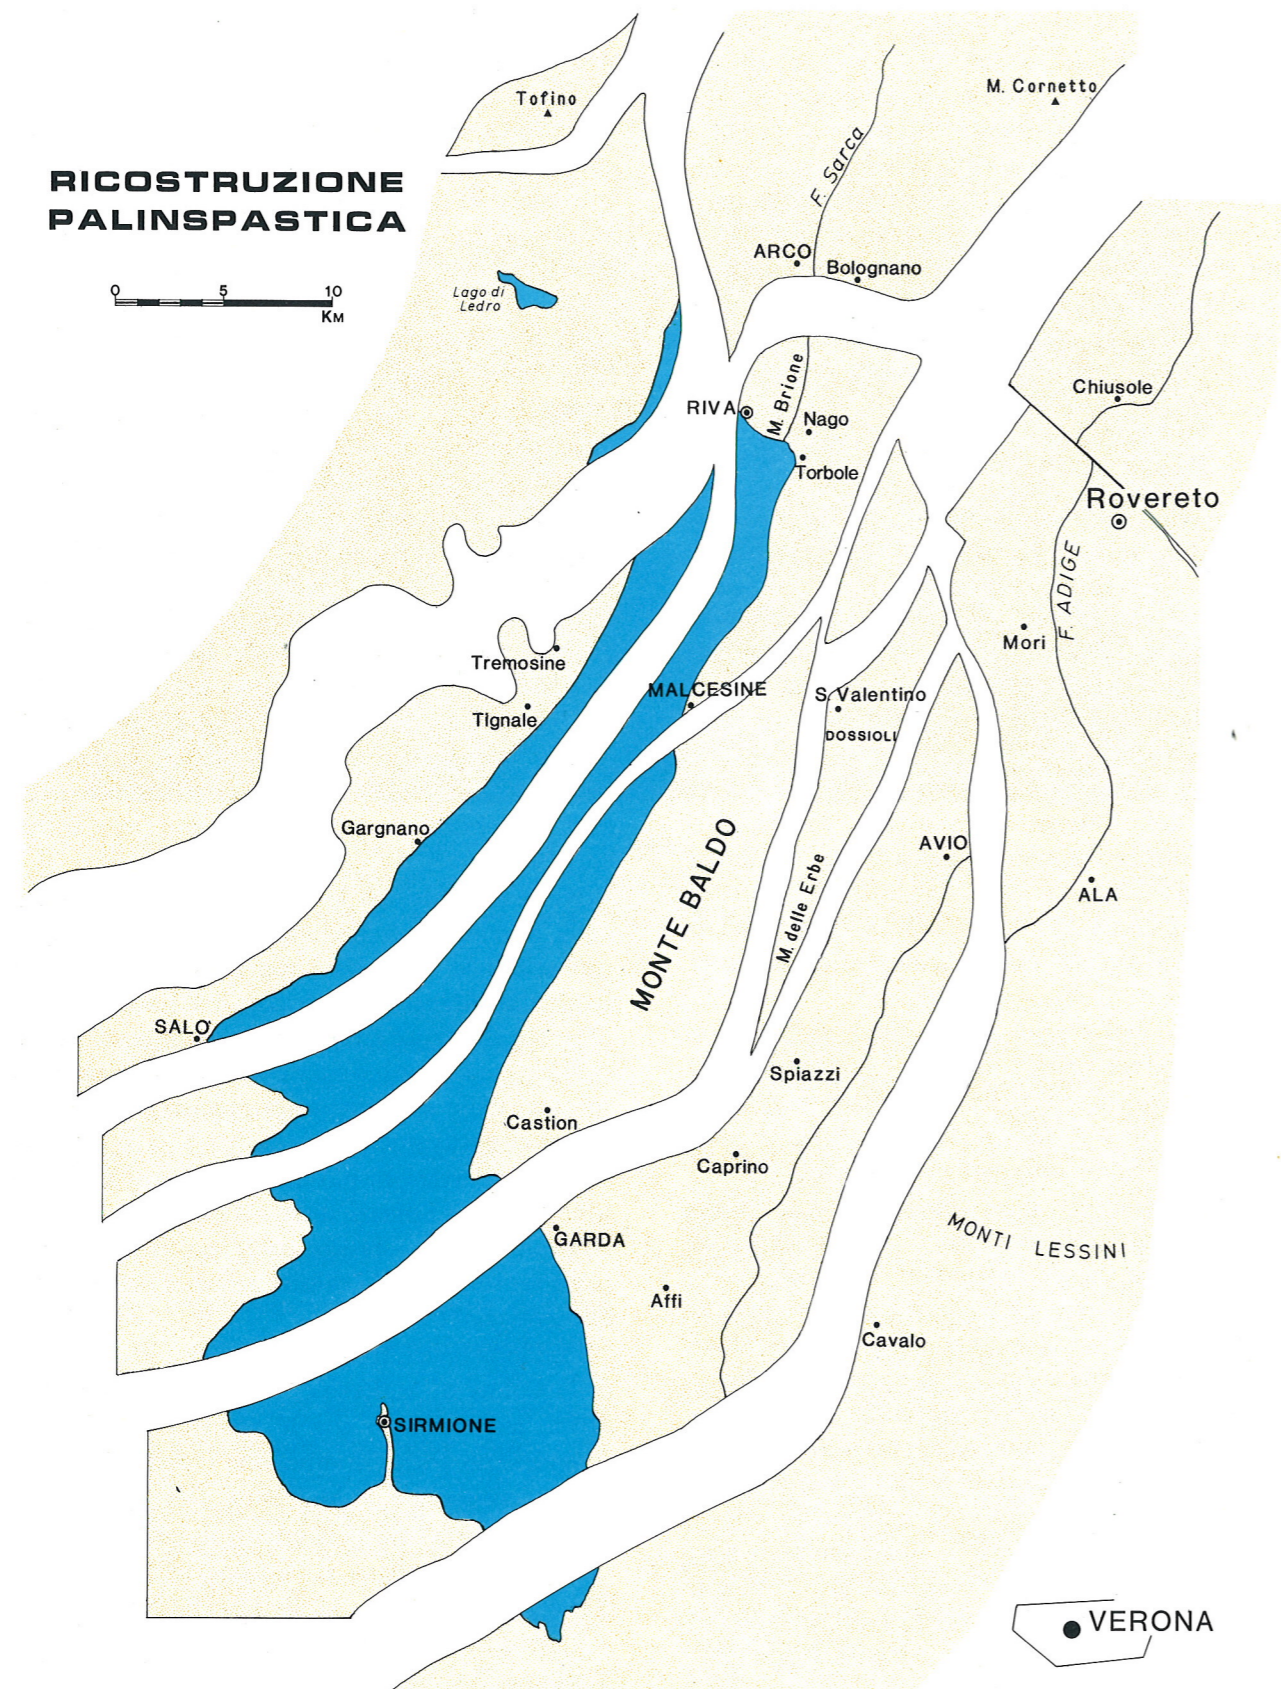 Tofino
M. Cornetto
F. Sarca
RICOSTRUZIONE
PALINSPASTICA
ARCO
Bolognano
0 5 10
KM
Lago di
Ledro
M. Brione
Chiusole
RIVA
Nago
Torbole
Rovereto
F. ADIGE
Mori
Tremosine
MALCESINE
S. Valentino
Tignale
DOSSIOLI
MONTE BALDO
Gargnano
AVIO
M. delle Erbe
ALA
SALO'
Spiazzi
Castion
Caprino
MONTI LESSINI
GARDA
Affi
Cavalo
SIRMIONE
VERONA